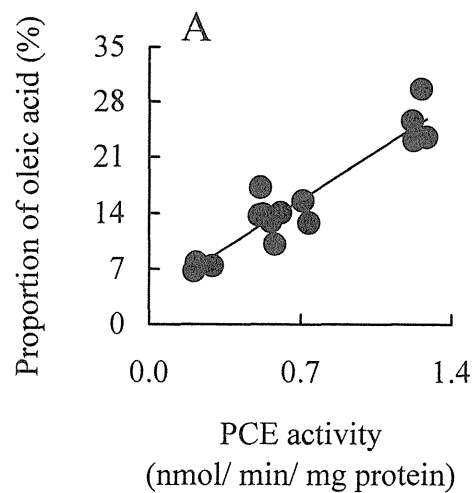 A
Proportion of oleic acid (%)
35
28
21
14
7
0
0.0 0.7 1.4
PCE activity
(nmol/ min/ mg protein)